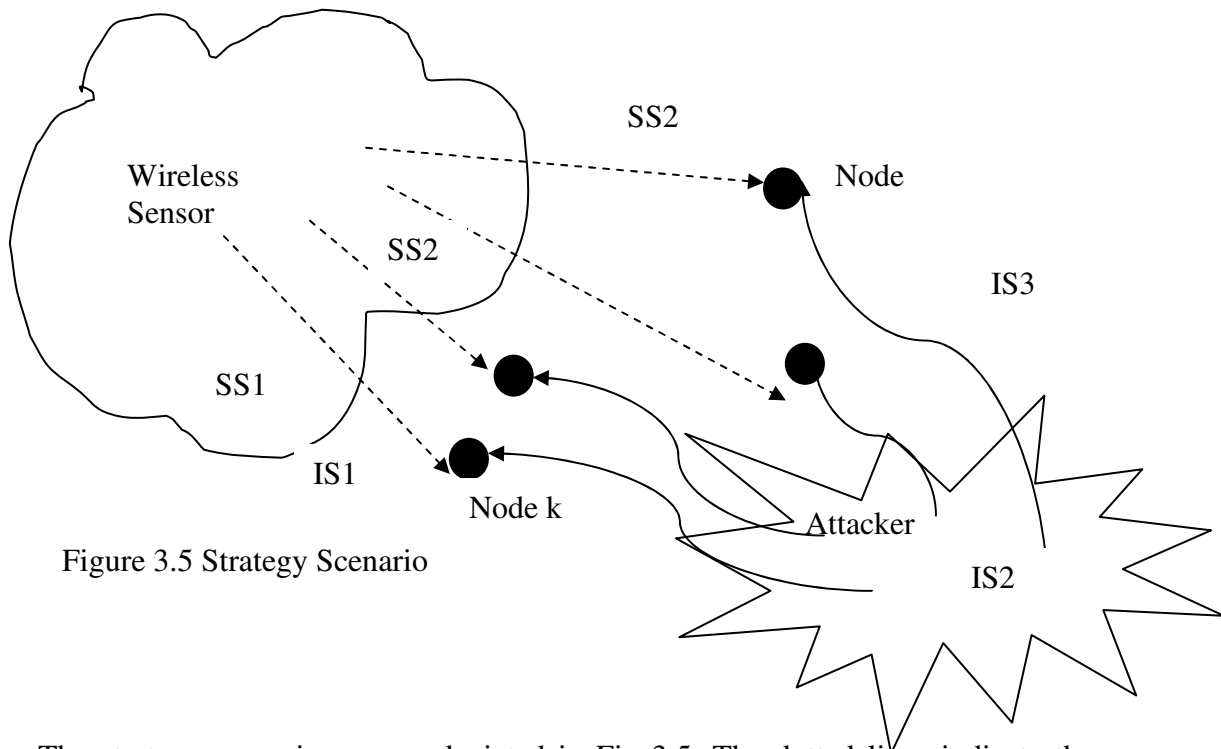 SS2
Wireless
Sensor
Node
SS2
IS3
SS1
IS1
Node k
Attacker
Figure 3.5 Strategy Scenario
IS2